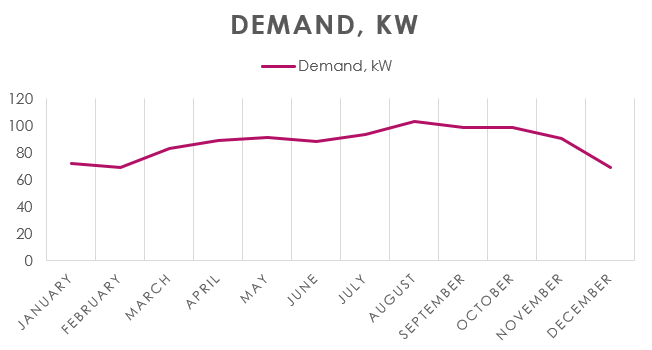 DEMAND, KW
Demand, kW
120
100
80
60
40
20
0
JANUARY
FEBRUARY
MARCH
APRIL
MAY
JUNE
JULY
AUGUST
SEPTEMBER
OCTOBER
NOVEMBER
DECEMBER